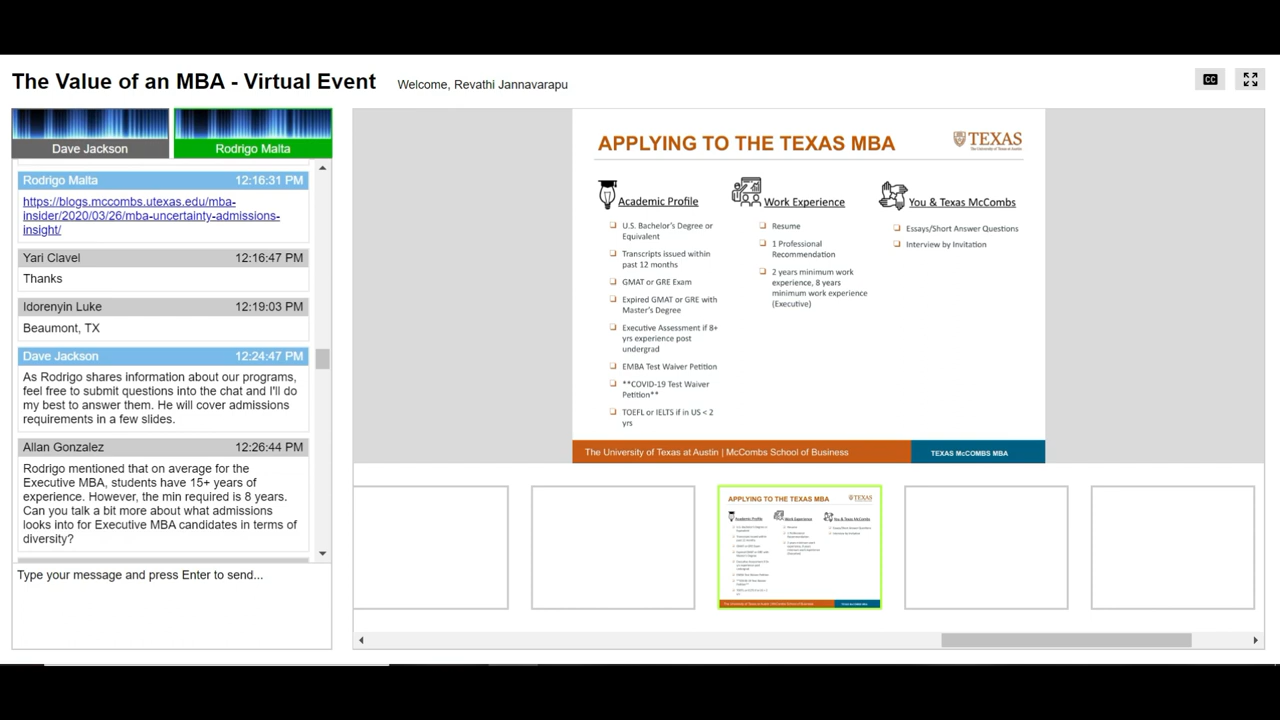 The Value of an MBA - Virtual Event
Welcome, Revathi Jannavarapu
CC
Dave Jackson
Rodrigo Malta
Rodrigo Malta 12:16:31 PM
https://blogs.mccombs.utexas.edu/mba-
insider/2020/03/26/mba-uncertainty-admissions-
insight/
Yari Clavel 12:16:47 PM
Thanks
Idorenyin Luke 12:19:03 PM
Beaumont, TX
Dave Jackson 12:24:47 PM
As Rodrigo shares information about our programs,
feel free to submit questions into the chat and I'll do
my best to answer them. He will cover admissions
requirements in a few slides.
Allan Gonzalez 12:26:44 PM
Rodrigo mentioned that on average for the
Executive MBA, students have 15+ years of
experience. However, the min required is 8 years.
Can you talk a bit more about what admissions
looks into for Executive MBA candidates in terms of
diversity?
Type your message and press Enter to send...
APPLYING TO THE TEXAS MBA
TEXAS
The University of Texas at Austin
Academic Profile
U.S. Bachelor's Degree or
Equivalent
Transcripts issued within
past 12 months
GMAT or GRE Exam
Expired GMAT or GRE with
Master's Degree
Executive Assessment if 8+
yrs experience post
undergrad
EMBA Test Waiver Petition
**COVID-19 Test Waiver
Petition**
TOEFL or IELTS if in US < 2
yrs
Work Experience
Resume
1 Professional
Recommendation
2 years minimum work
experience, 8 years
minimum work experience
(Executive)
You & Texas McCombs
Essays/Short Answer Questions
Interview by Invitation
The University of Texas at Austin | McCombs School of Business
TEXAS McCOMBS MBA
APPLYING TO THE TEXAS MBA
TEXAS
Academic Profile
Work Experience
You & Texas McCombs